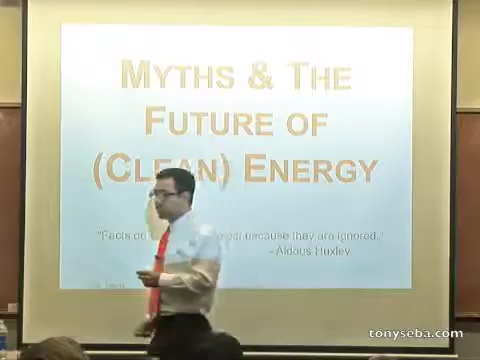 MYTHS & THE
FUTURE OF
(CLEAN) ENERGY
"Facts do because they are ignored."
–Aldous Huxley
tonyseba.com